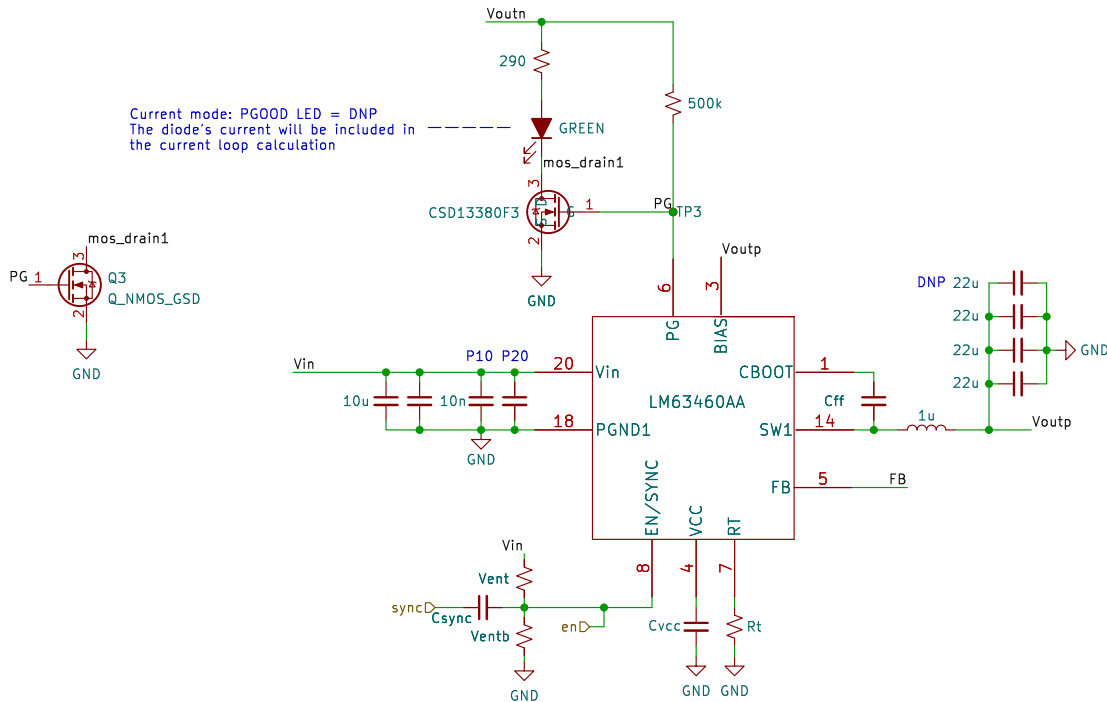 Voutn
290
500k
Current mode: PGOOD LED = DNP
The diode's current will be included in
the current loop calculation
GREEN
mos_drain1
3
CSD13380F3
D
G
S
1
PG
TP3
2
GND
mos_drain1
3
PG
1
Q3
Q_NMOS_GSD
2
GND
Voutp
6
3
PG
BIAS
DNP
22u
22u
22u
22u
GND
Vin
P10
P20
20
Vin
CBOOT
1
10u
10n
LM63460AA
Cff
1u
18
PGND1
SW1
14
Voutp
GND
FB
5
FB
EN/SYNC
VCC
RT
Vin
8
4
7
Vent
sync
Csync
Ventb
en
Cvcc
Rt
GND
GND
GND